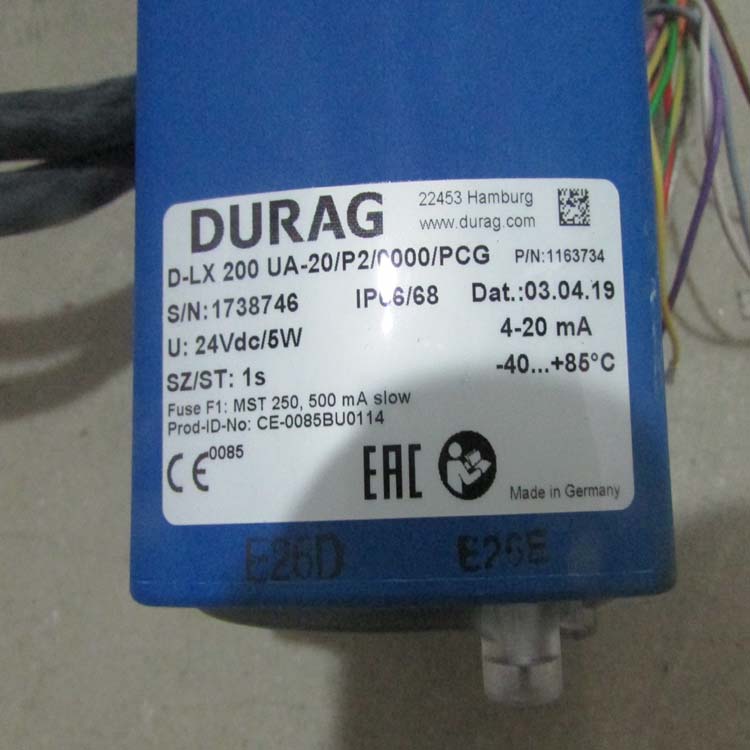 DURAG
22453 Hamburg
www.durag.com
D-LX 200 UA-20/P2/0000/PCG P/N:1163734
S/N:1738746 IP66/68 Dat.:03.04.19
U: 24Vdc/5W 4-20 mA
SZ/ST: 1s -40...+85°C
Fuse F1: MST 250, 500 mA slow
Prod-ID-No: CE-0085BU0114
CE 0085 EAC
Made in Germany
E26D E26E